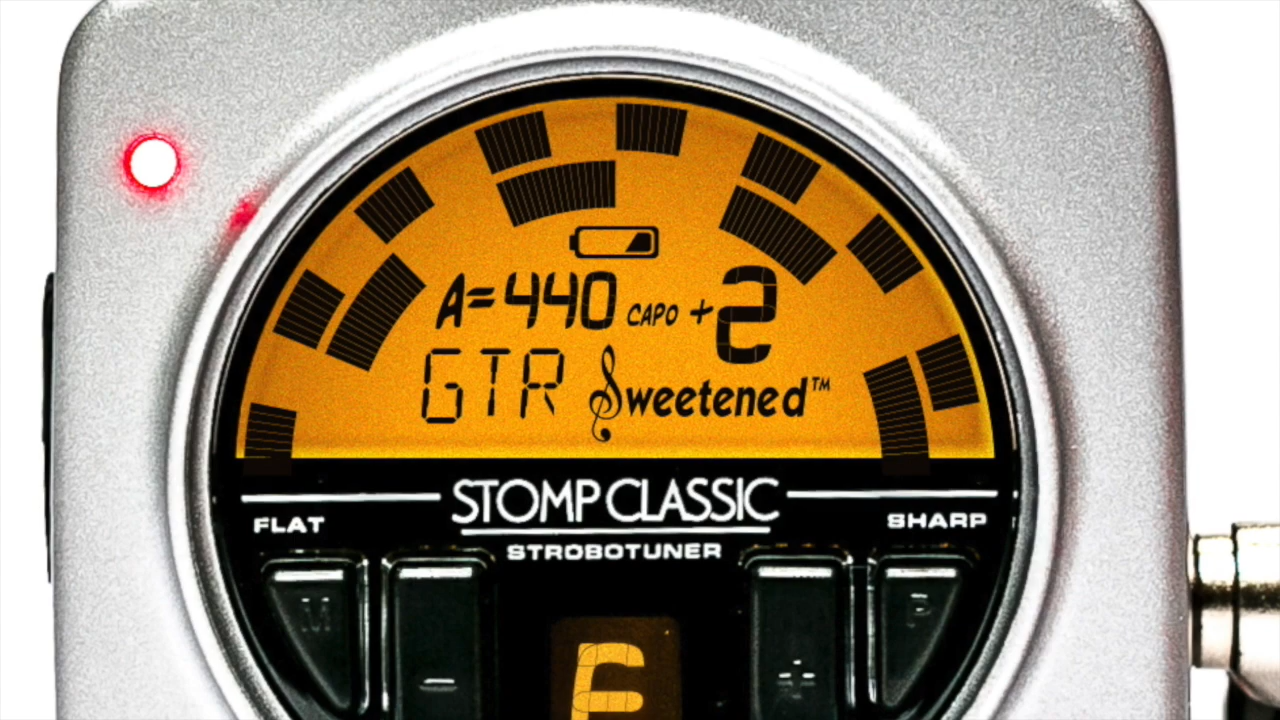 A=440 CAPO +2
GTR Sweetened™
STOMP CLASSIC
FLAT SHARP
STROBOTUNER
M P
- +
E